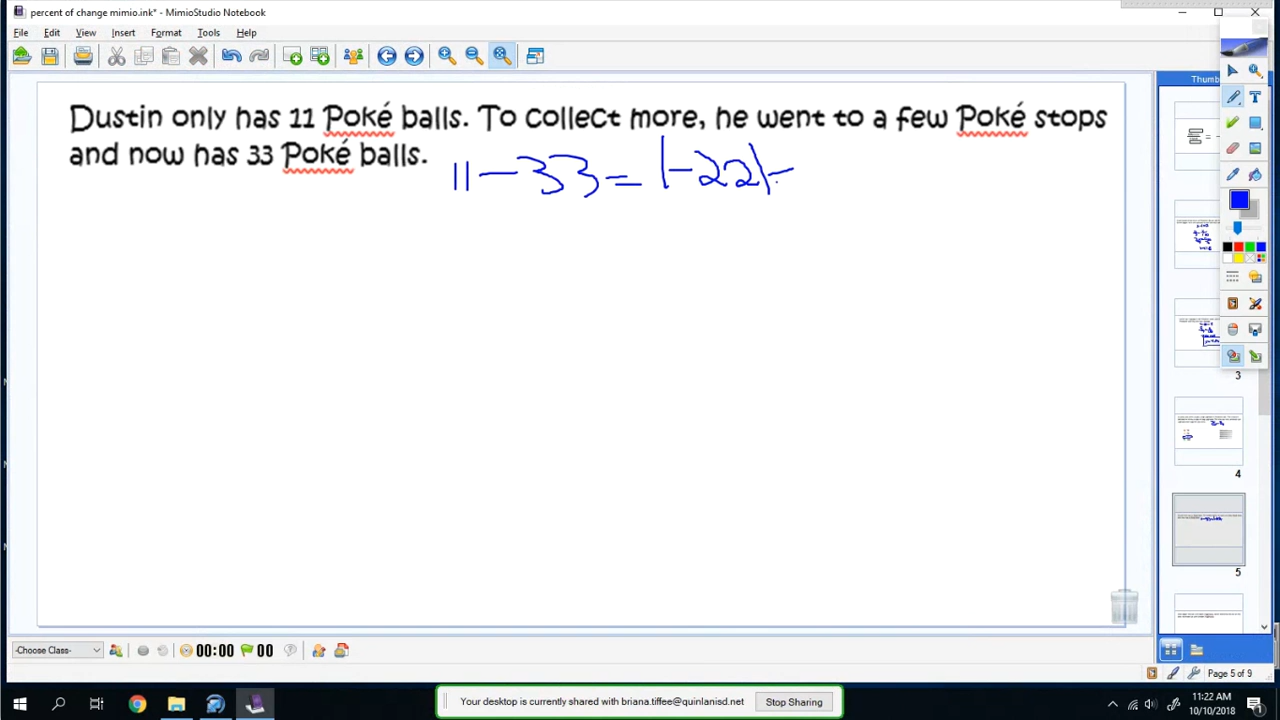 percent of change mimio.ink* - MimioStudio Notebook
File Edit View Insert Format Tools Help
Dustin only has 11 Poké balls. To collect more, he went to a few Poké stops
and now has 33 Poké balls.
11 - 33 = |-22| =
Thumb
3
4
5
-Choose Class-
00:00
00
Page 5 of 9
Your desktop is currently shared with briana.tiffee@quinlanisd.net
Stop Sharing
11:22 AM
10/10/2018